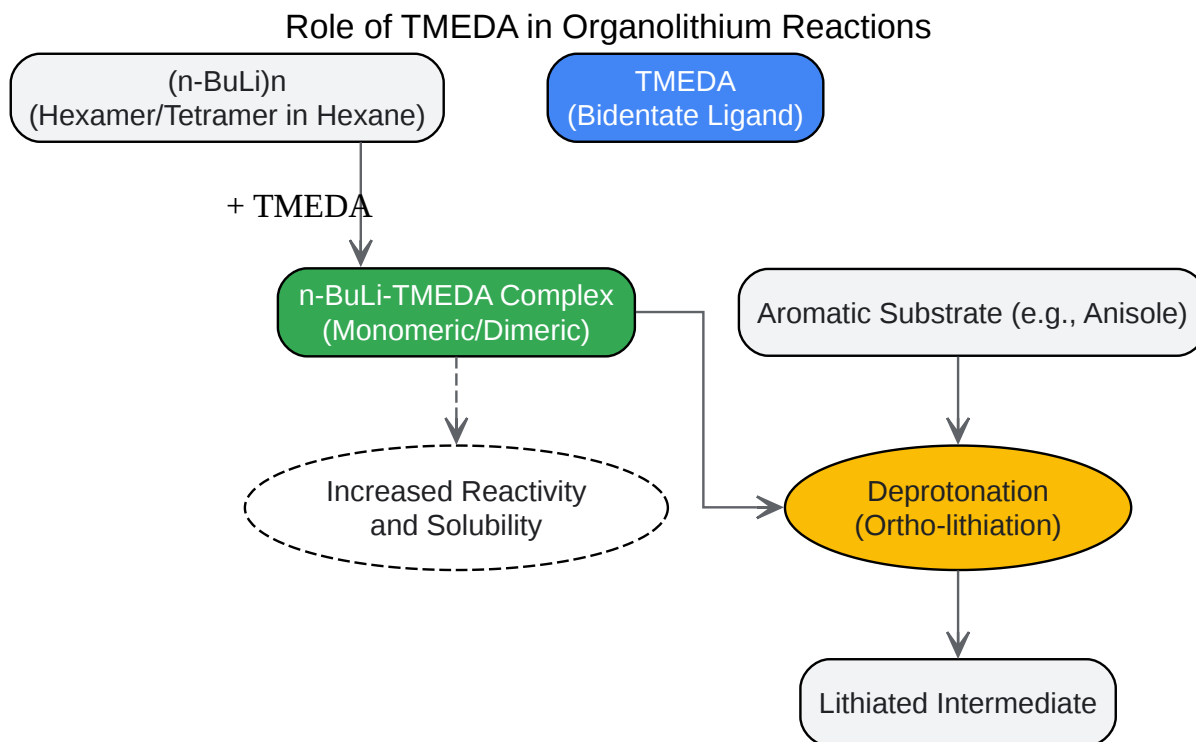 Role of TMEDA in Organolithium Reactions
(n-BuLi)n
(Hexamer/Tetramer in Hexane)
TMEDA
(Bidentate Ligand)
+ TMEDA
n-BuLi-TMEDA Complex
(Monomeric/Dimeric)
Aromatic Substrate (e.g., Anisole)
Increased Reactivity
and Solubility
Deprotonation
(Ortho-lithiation)
Lithiated Intermediate